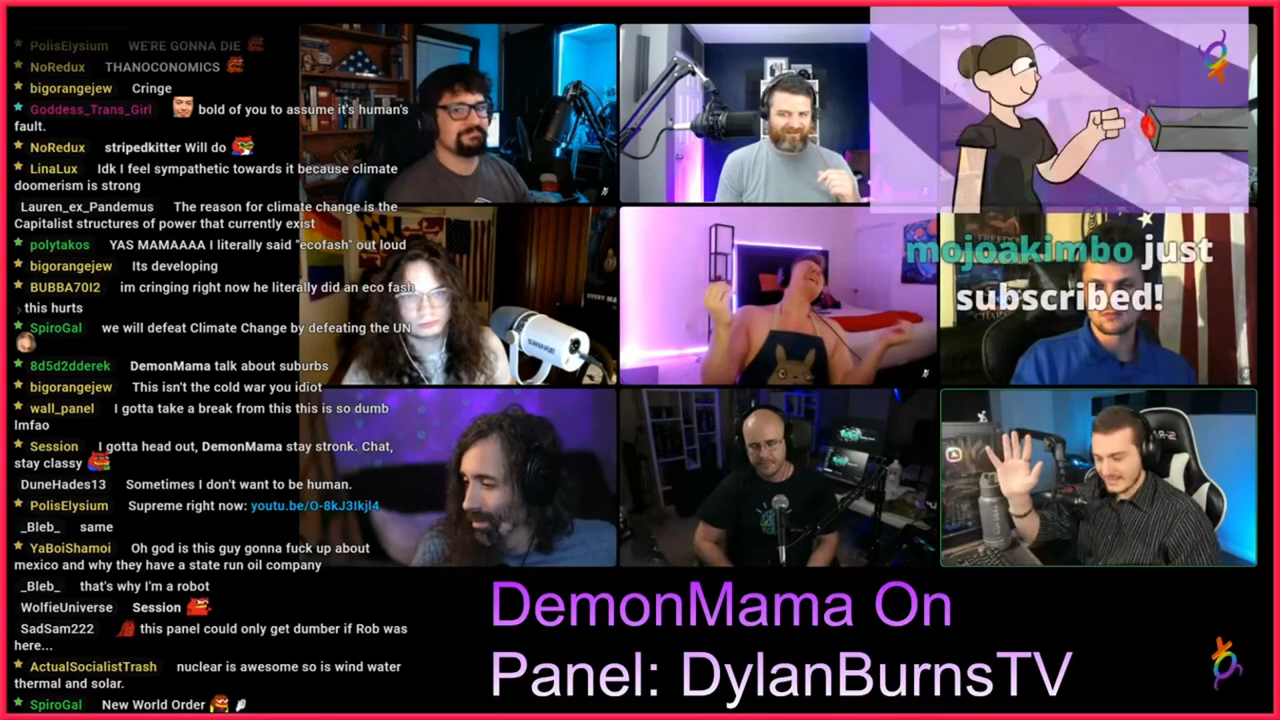 PolisElysium WE'RE GONNA DIE
NoRedux THANOCONOMICS
bigorangejew Cringe
Goddess_Trans_Girl bold of you to assume it's human's
fault.
NoRedux stripedkitter Will do
LinaLux Idk I feel sympathetic towards it because climate
doomerism is strong
Lauren_ex_Pandemus The reason for climate change is the
Capitalist structures of power that currently exist
polytakos YAS MAMAAAA I literally said "ecofash" out loud
bigorangejew Its developing
BUBBA70I2 im cringing right now he literally did an eco fash
this hurts
SpiroGal we will defeat Climate Change by defeating the UN
8d5d2dderek DemonMama talk about suburbs
bigorangejew This isn't the cold war you idiot
wall_panel I gotta take a break from this this is so dumb
lmfao
Session I gotta head out, DemonMama stay stronk. Chat,
stay classy
DuneHades13 Sometimes I don't want to be human.
PolisElysium Supreme right now: youtu.be/O-8kJ3Ikjl4
_Bleb_ same
YaBoiShamoi Oh god is this guy gonna fuck up about
mexico and why they have a state run oil company
_Bleb_ that's why I'm a robot
WolfieUniverse Session
SadSam222 this panel could only get dumber if Rob was
here...
ActualSocialistTrash nuclear is awesome so is wind water
thermal and solar.
SpiroGal New World Order
mojoakimbo just
subscribed!
DemonMama On
Panel: DylanBurnsTV